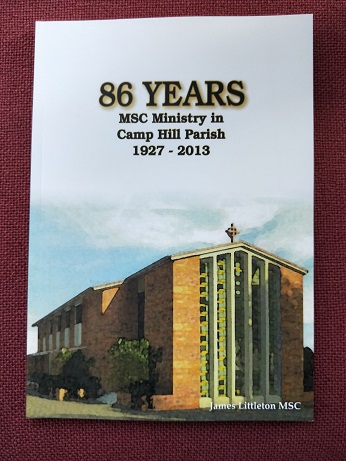 86 YEARS
MSC Ministry in
Camp Hill Parish
1927 - 2013
James Littleton MSC